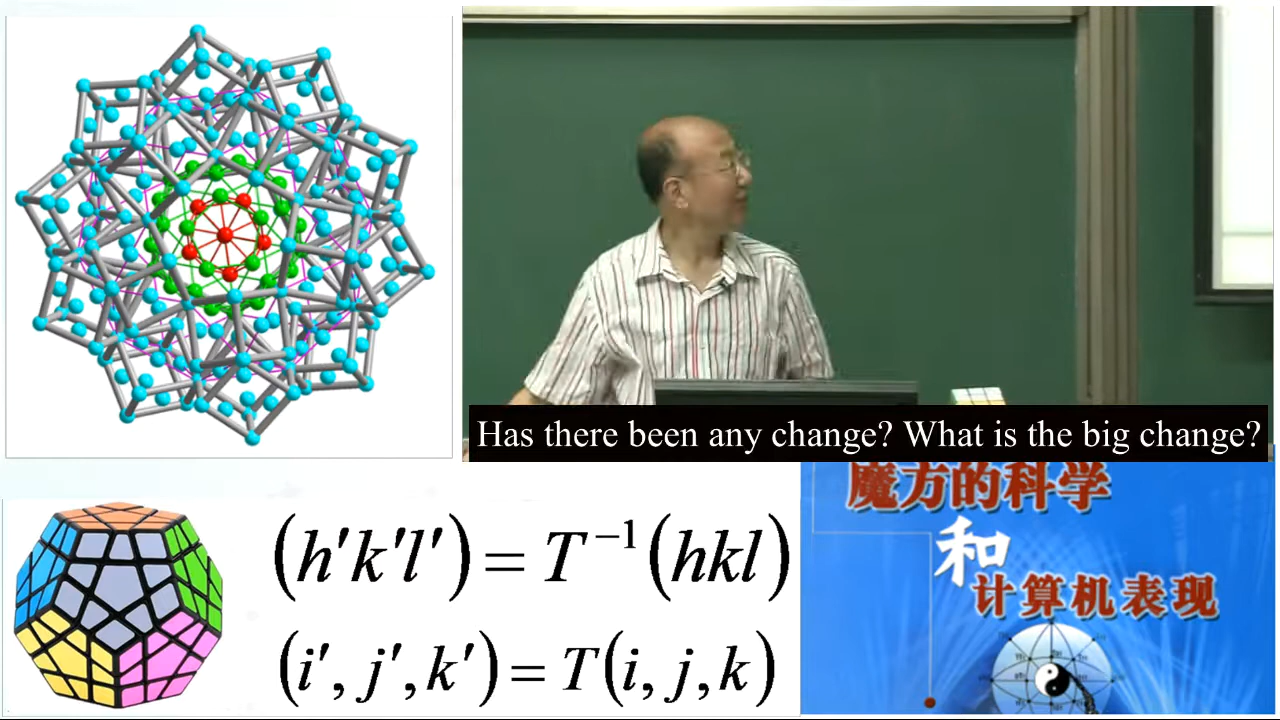 Has there been any change? What is the big change?
(h′k′l′) = T⁻¹(hkl)
(i′, j′, k′) = T(i, j, k)
魔方的科学
和
计算机表现